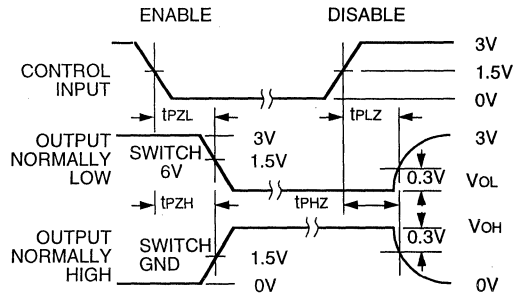 ENABLE DISABLE
3V
CONTROL INPUT 1.5V
0V
tPZL tPLZ
OUTPUT NORMALLY LOW
SWITCH 6V
3V 3V
1.5V
0.3V VOL
tPZH tPHZ
OUTPUT NORMALLY HIGH
SWITCH GND
VOH
0.3V
1.5V
0V 0V